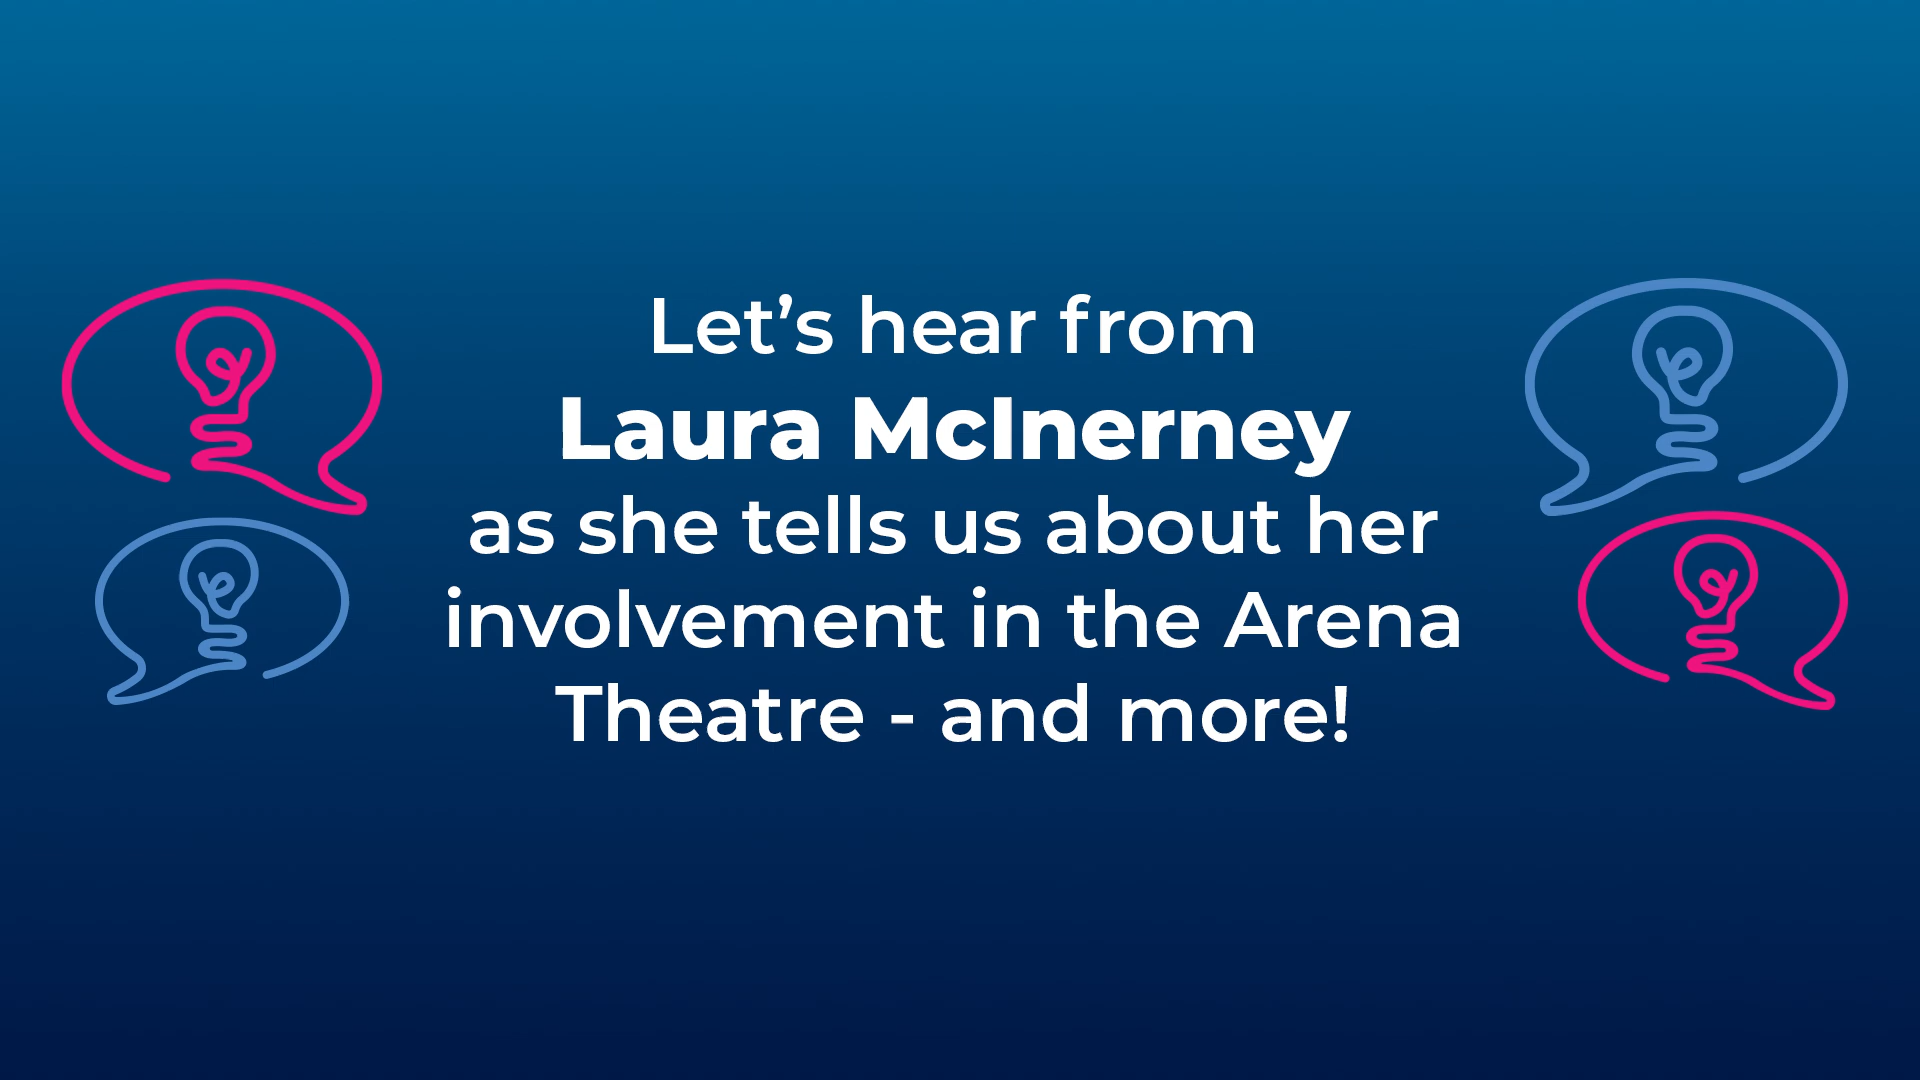 Let’s hear from
Laura McInerney
as she tells us about her
involvement in the Arena
Theatre - and more!